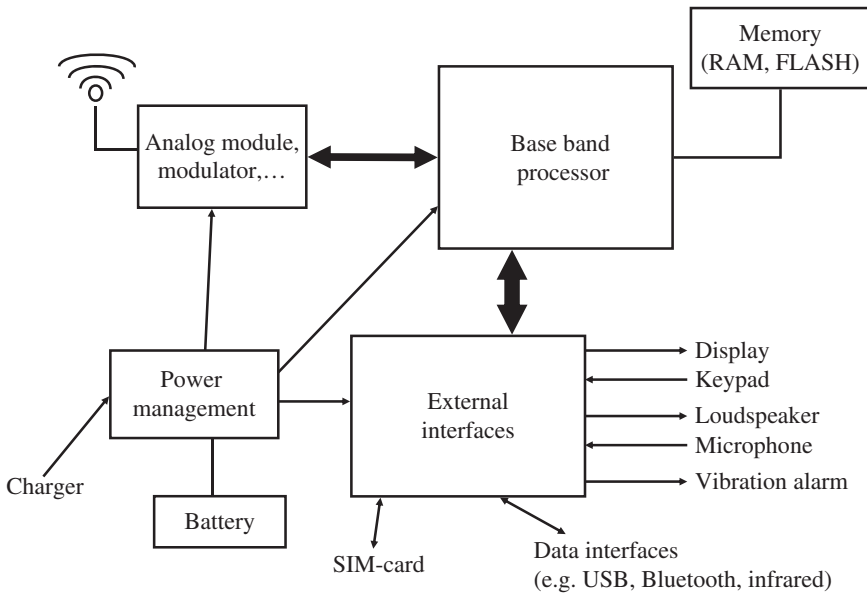 Memory
(RAM, FLASH)
Analog module,
modulator,…
Base band
processor
Power
management
External
interfaces
Display
Keypad
Loudspeaker
Microphone
Vibration alarm
Charger
Battery
SIM-card
Data interfaces
(e.g. USB, Bluetooth, infrared)